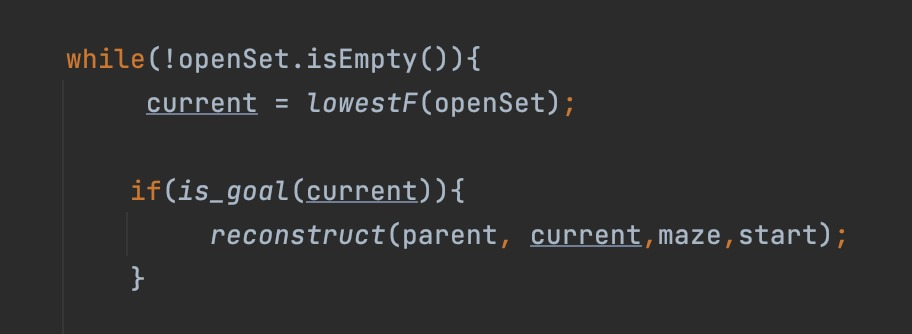 while(!openSet.isEmpty()){
current = lowestF(openSet);
if(is_goal(current)){
reconstruct(parent, current,maze,start);
}